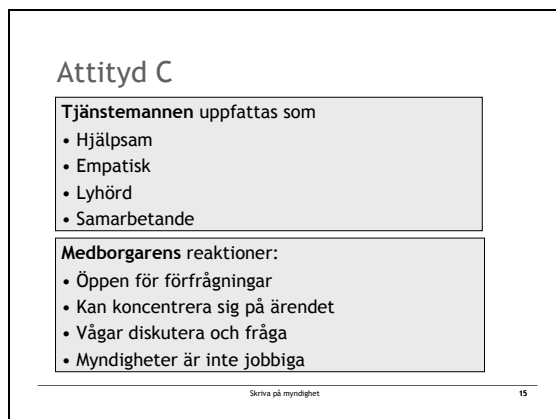 Attityd C
Tjänstemannen uppfattas som
• Hjälpsam
• Empatisk
• Lyhörd
• Samarbetande
Medborgarens reaktioner:
• Öppen för förfrågningar
• Kan koncentrera sig på ärendet
• Vågar diskutera och fråga
• Myndigheter är inte jobbiga
Skriva på myndighet 15